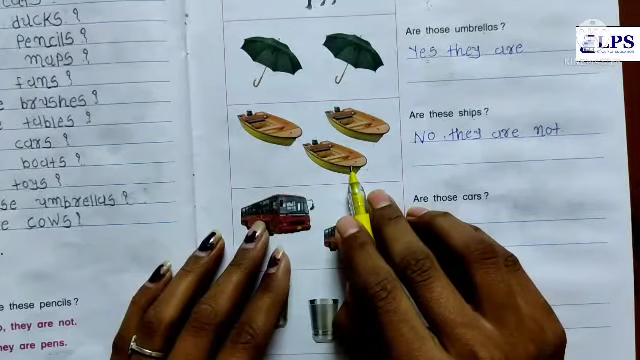 ducks?
Pencils?
maps?
fans?
brushes?
tables?
cars?
boats?
toys?
umbrellas?
cows?
these pencils?
they are not.
they are pens.
Are those umbrellas?
Yes they are
Are these ships?
No. they are not
Are those cars?
LPS